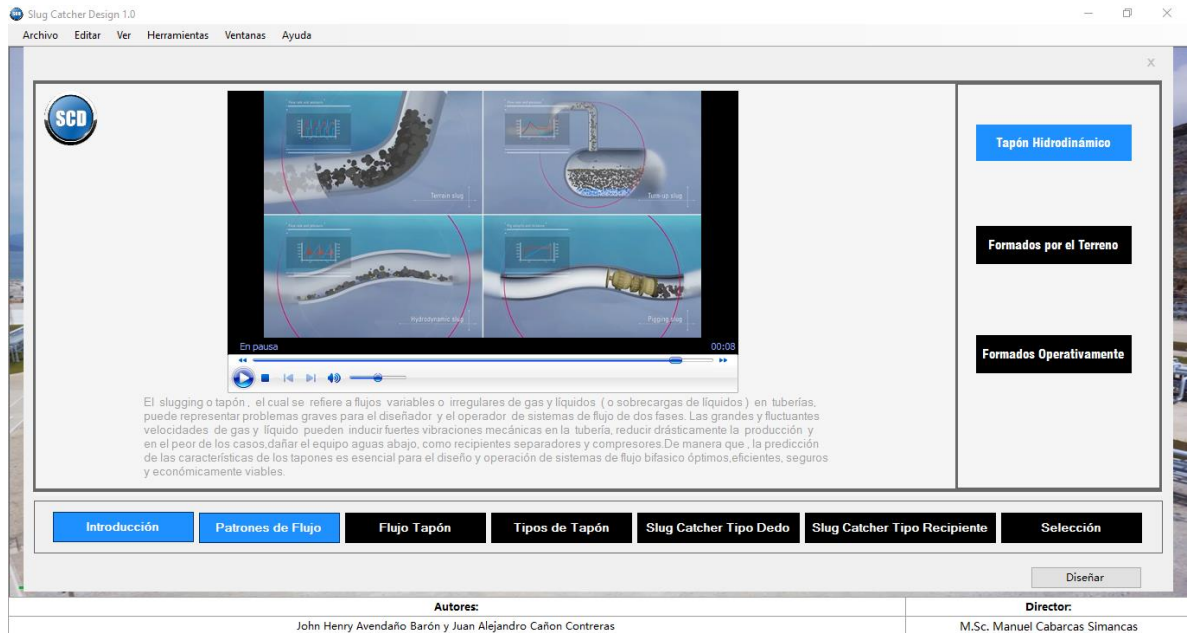 Slug Catcher Design 1.0
Archivo Editar Ver Herramientas Ventanas Ayuda
X
SCD
Terrain slug
Turn-up slug
Hydrodynamic slug
Pigging slug
En pausa 00:08
El slugging o tapón , el cual se refiere a flujos variables o irregulares de gas y líquidos ( o sobrecargas de líquidos ) en tuberías,
puede representar problemas graves para el diseñador y el operador de sistemas de flujo de dos fases. Las grandes y fluctuantes
velocidades de gas y líquido pueden inducir fuertes vibraciones mecánicas en la tubería, reducir drásticamente la producción y
en el peor de los casos,dañar el equipo aguas abajo, como recipientes separadores y compresores.De manera que , la predicción
de las características de los tapones es esencial para el diseño y operación de sistemas de flujo bifasico óptimos,eficientes, seguros
y económicamente viables.
Tapón Hidrodinámico
Formados por el Terreno
Formados Operativamente
Introducción Patrones de Flujo Flujo Tapón Tipos de Tapón Slug Catcher Tipo Dedo Slug Catcher Tipo Recipiente Selección
Diseñar
Autores: Director:
John Henry Avendaño Barón y Juan Alejandro Cañon Contreras M.Sc. Manuel Cabarcas Simancas